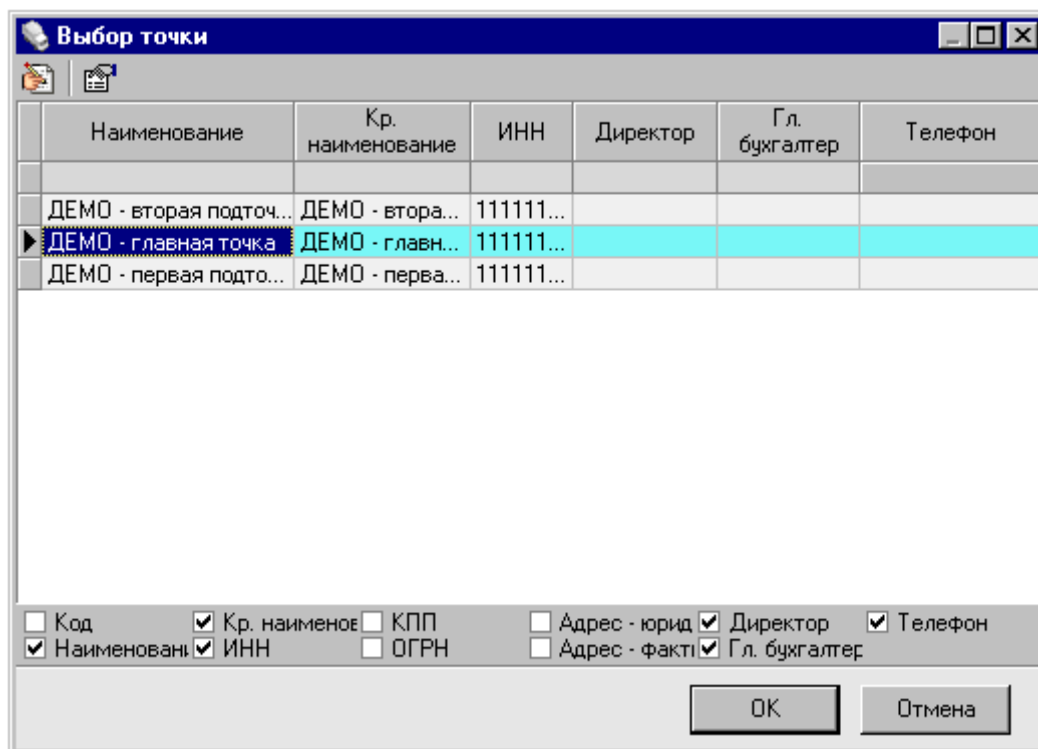 Выбор точки
Наименование Кр. наименование ИНН Директор Гл. бухгалтер Телефон
ДЕМО - вторая подточ... ДЕМО - втора... 111111...
ДЕМО - главная точка ДЕМО - главн... 111111...
ДЕМО - первая подто... ДЕМО - перва... 111111...
Код Кр. наименов КПП Адрес - юрид Директор Телефон
Наименовани ИНН ОГРН Адрес - факти Гл. бухгалтер
OK Отмена